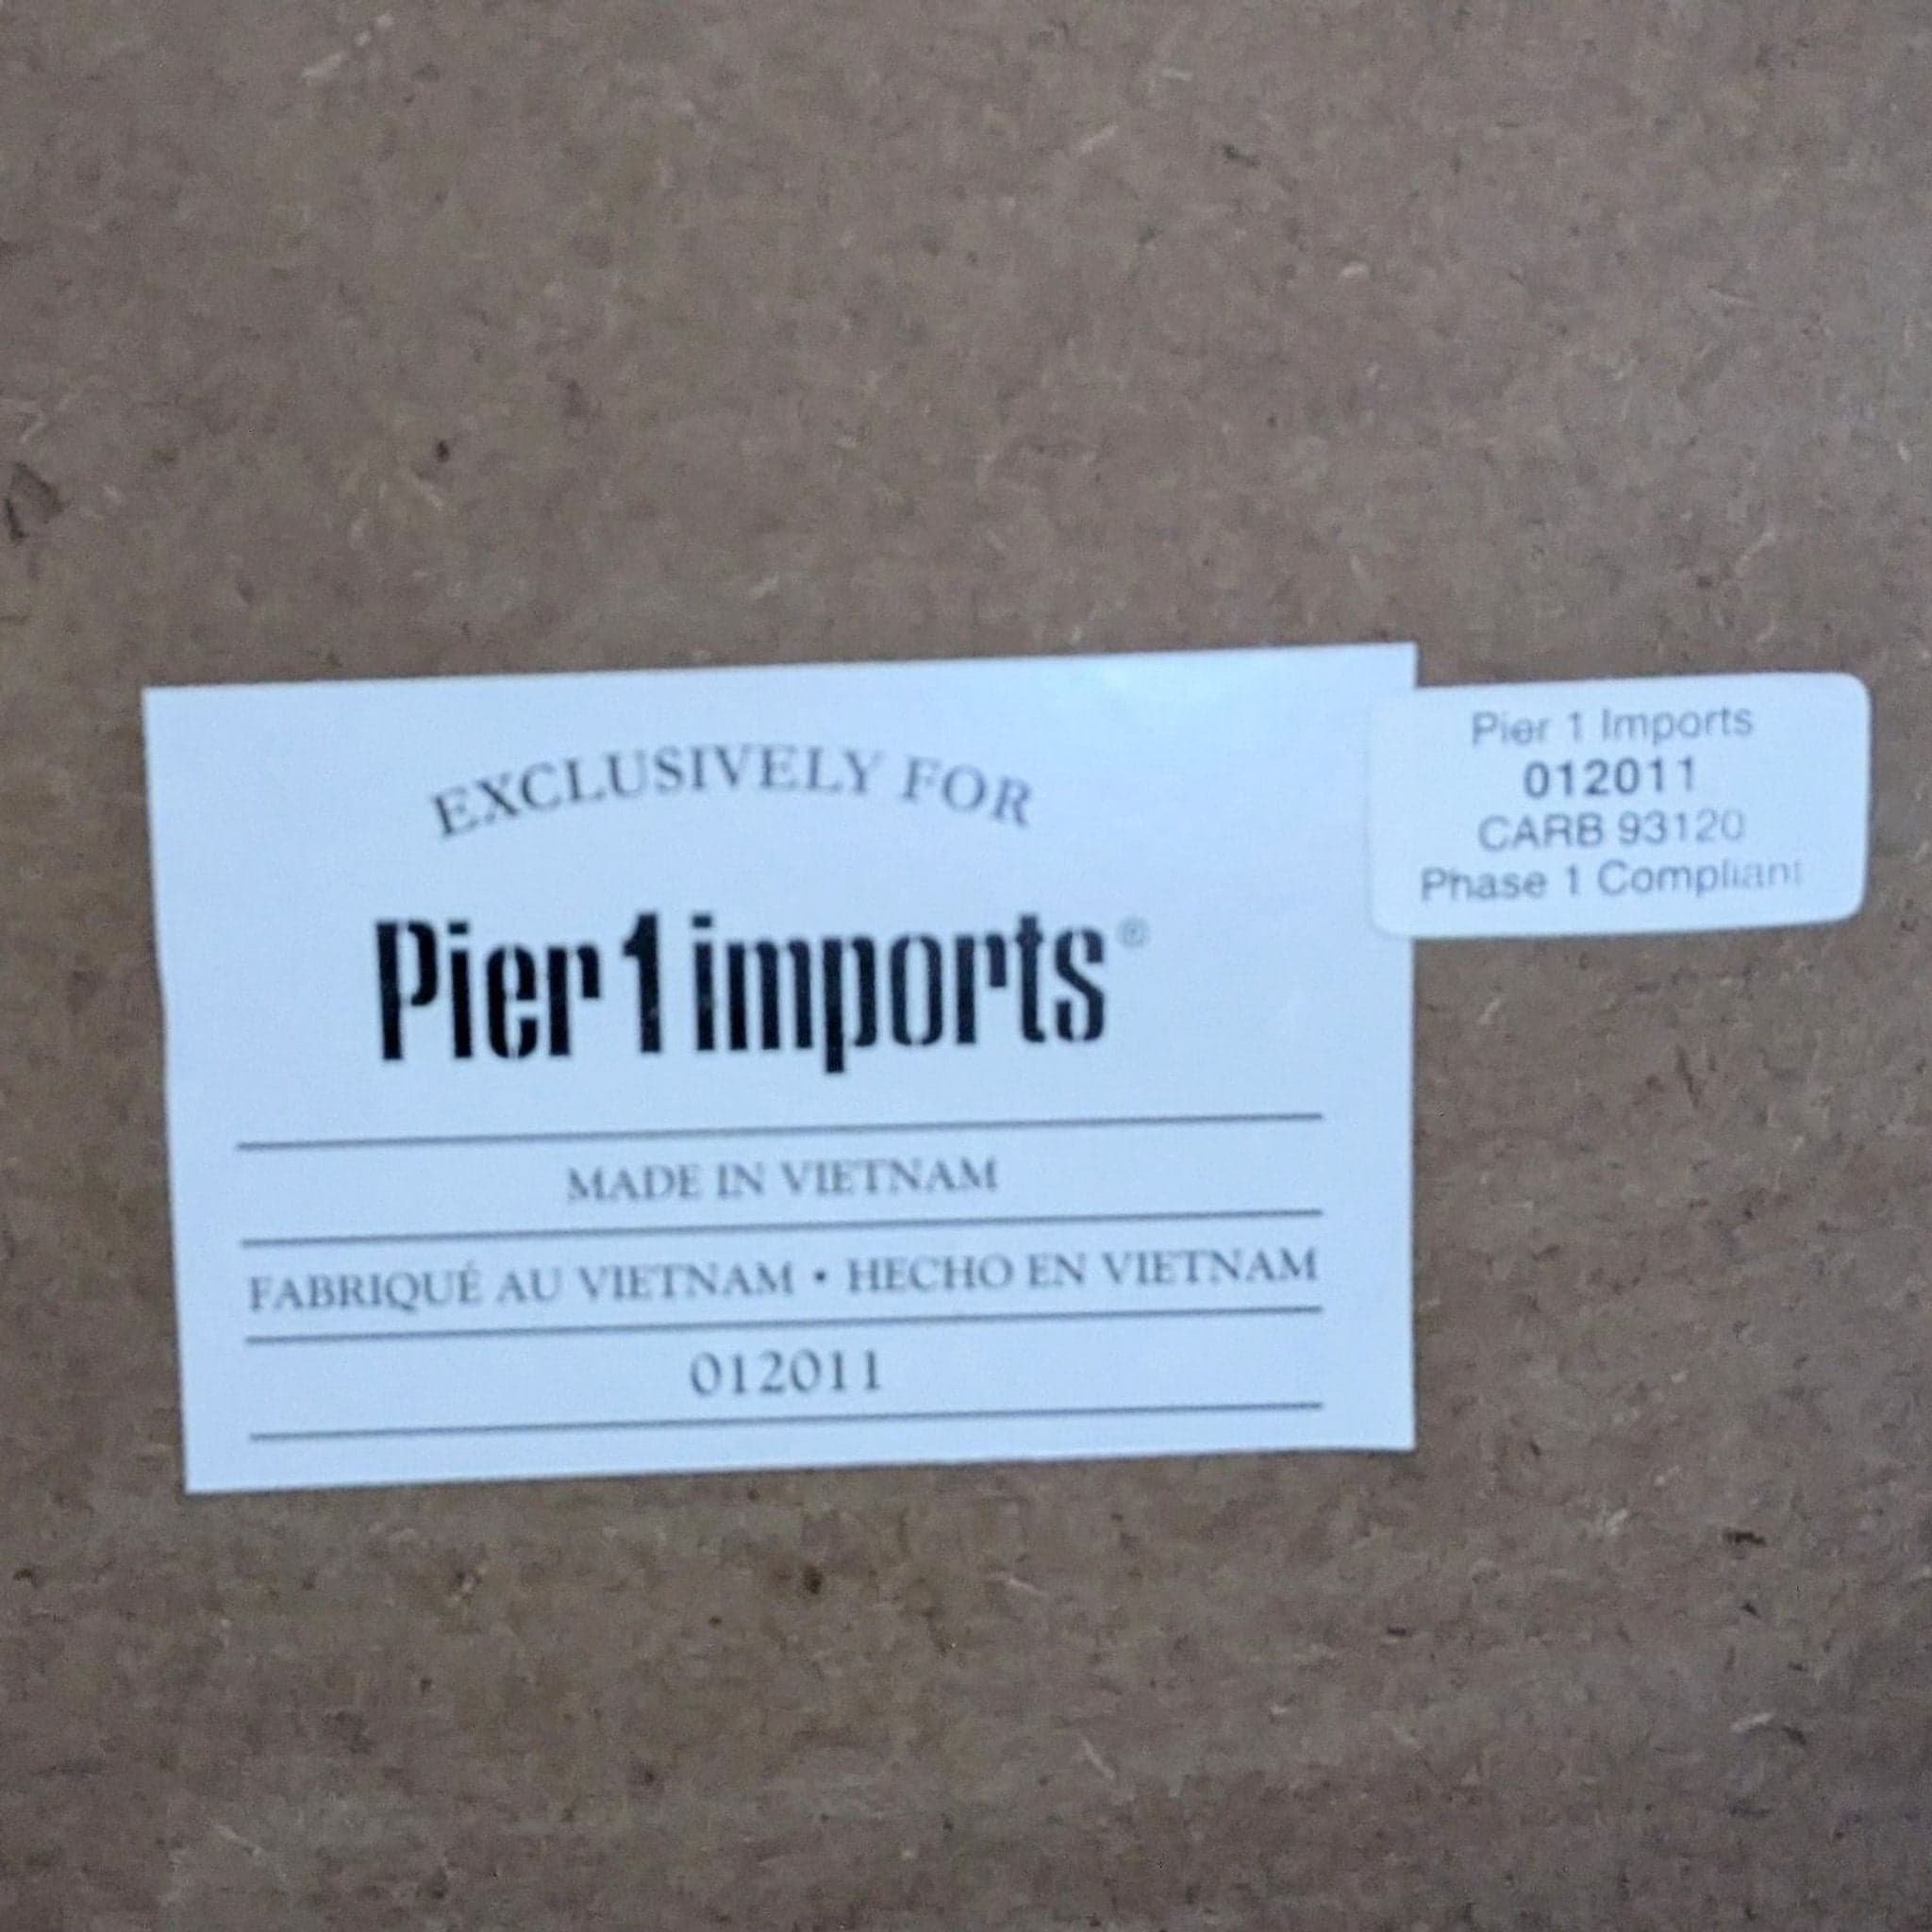 EXCLUSIVELY FOR
Pier 1 imports®
MADE IN VIETNAM
FABRIQUÉ AU VIETNAM • HECHO EN VIETNAM
012011
Pier 1 Imports
012011
CARB 93120
Phase 1 Compliant